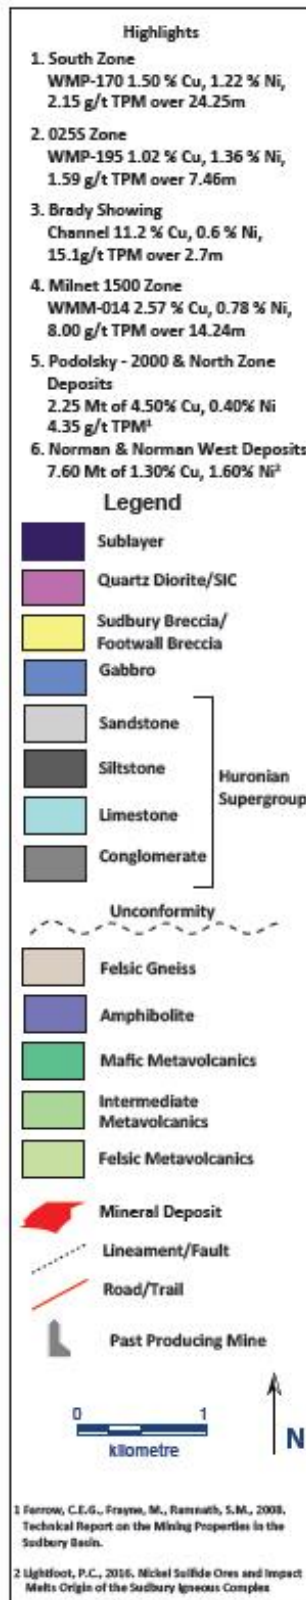 Highlights
1. South Zone
WMP-170 1.50 % Cu, 1.22 % Ni,
2.15 g/t TPM over 24.25m
2. 025S Zone
WMP-195 1.02 % Cu, 1.36 % Ni,
1.59 g/t TPM over 7.46m
3. Brady Showing
Channel 11.2 % Cu, 0.6 % Ni,
15.1g/t TPM over 2.7m
4. Milnet 1500 Zone
WMM-014 2.57 % Cu, 0.78 % Ni,
8.00 g/t TPM over 14.24m
5. Podolsky - 2000 & North Zone
Deposits
2.25 Mt of 4.50% Cu, 0.40% Ni
4.35 g/t TPM¹
6. Norman & Norman West Deposits
7.60 Mt of 1.30% Cu, 1.60% Ni²
Legend
Sublayer
Quartz Diorite/SIC
Sudbury Breccia/
Footwall Breccia
Gabbro
Sandstone
Siltstone
Limestone
Conglomerate
Huronian
Supergroup
Unconformity
Felsic Gneiss
Amphibolite
Mafic Metavolcanics
Intermediate
Metavolcanics
Felsic Metavolcanics
Mineral Deposit
Lineament/Fault
Road/Trail
Past Producing Mine
0 1
kilometre
N
1 Farrow, C.E.G., Frayne, M., Ramnath, S.M., 2008.
Technical Report on the Mining Properties in the
Sudbury Basin.
2 Lightfoot, P.C., 2016. Nickel Sulfide Ores and Impact
Melts Origin of the Sudbury Igneous Complex